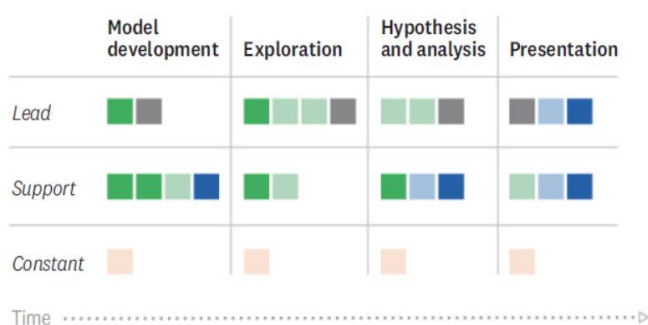 Model
development
Exploration
Hypothesis
and analysis
Presentation
Lead
Support
Constant
Time